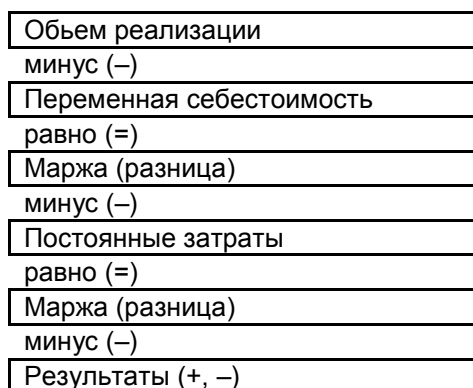 Обьем реализации
минус (–)
Переменная себестоимость
равно (=)
Маржа (разница)
минус (–)
Постоянные затраты
равно (=)
Маржа (разница)
минус (–)
Результаты (+, –)